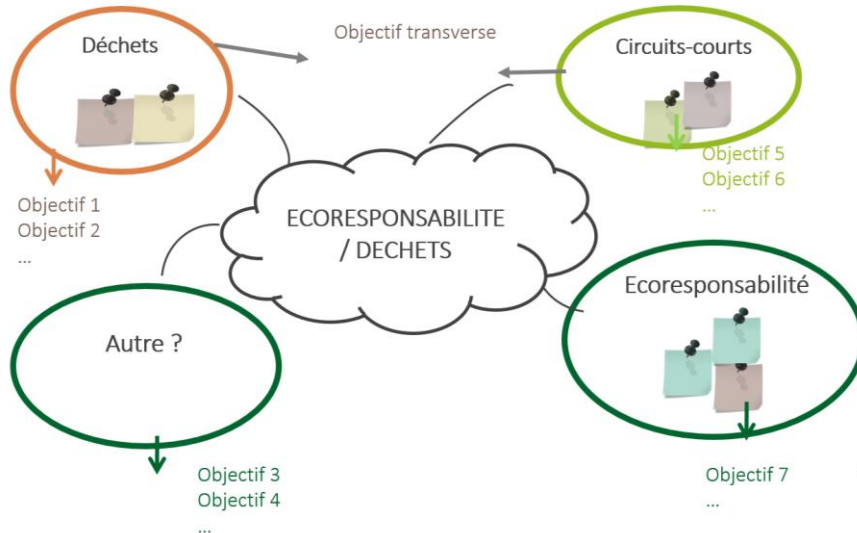 Déchets
Objectif transverse
Circuits-courts
Objectif 1
Objectif 2
...
Objectif 5
Objectif 6
...
ECORESPONSABILITE
/ DECHETS
Autre ?
Ecoresponsabilité
Objectif 3
Objectif 4
...
Objectif 7
...